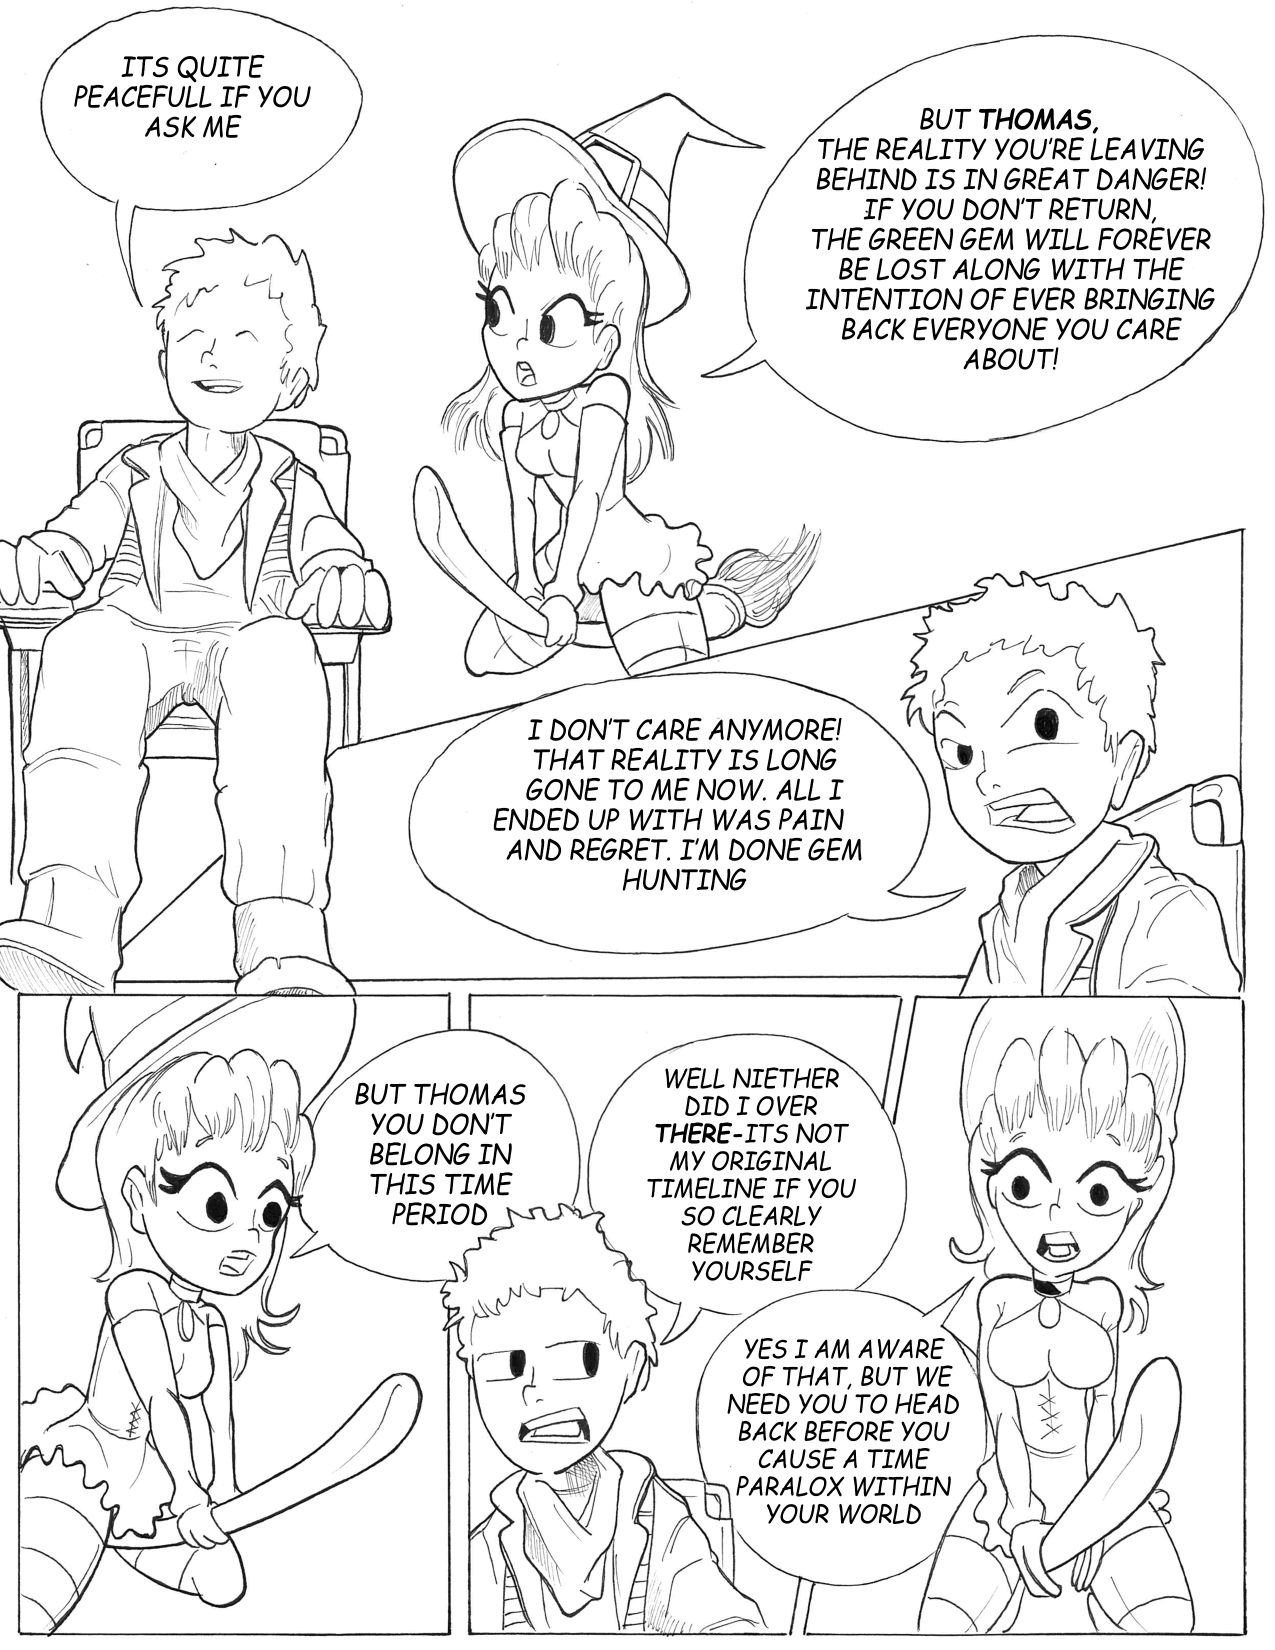 ITS QUITE
PEACEFULL IF YOU
ASK ME
BUT THOMAS,
THE REALITY YOU'RE LEAVING
BEHIND IS IN GREAT DANGER!
IF YOU DON'T RETURN,
THE GREEN GEM WILL FOREVER
BE LOST ALONG WITH THE
INTENTION OF EVER BRINGING
BACK EVERYONE YOU CARE
ABOUT!
I DON'T CARE ANYMORE!
THAT REALITY IS LONG
GONE TO ME NOW. ALL I
ENDED UP WITH WAS PAIN
AND REGRET. I'M DONE GEM
HUNTING
BUT THOMAS
YOU DON'T
BELONG IN
THIS TIME
PERIOD
WELL NIETHER
DID I OVER
THERE-ITS NOT
MY ORIGINAL
TIMELINE IF YOU
SO CLEARLY
REMEMBER
YOURSELF
YES I AM AWARE
OF THAT, BUT WE
NEED YOU TO HEAD
BACK BEFORE YOU
CAUSE A TIME
PARALOX WITHIN
YOUR WORLD